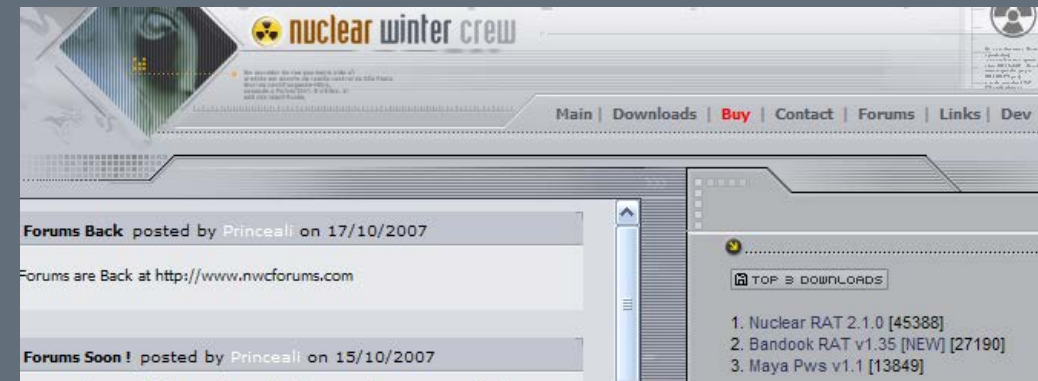 nuclear winter crew
Main | Downloads | Buy | Contact | Forums | Links | Dev
Forums Back posted by Princeali on 17/10/2007
Forums are Back at http://www.nwcforums.com
Forums Soon ! posted by Princeali on 15/10/2007
TOP 3 DOWNLOADS
1. Nuclear RAT 2.1.0 [45388]
2. Bandook RAT v1.35 [NEW] [27190]
3. Maya Pws v1.1 [13849]